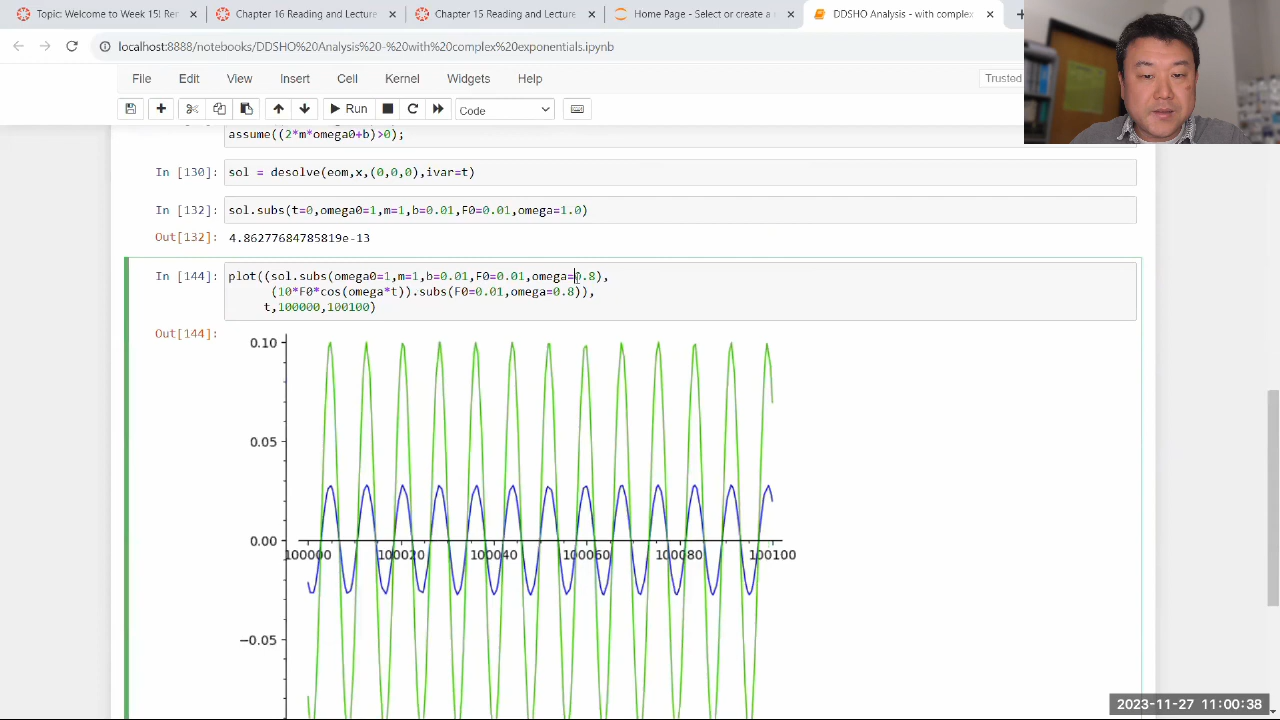 Topic: Welcome to Week 15! Rer
Chapter 16 Reading and Lecture
Chapter 15 Reading and Lecture
Home Page - Select or create a
DDSHO Analysis - with complex
localhost:8888/notebooks/DDSHO%20Analysis%20-%20with%20complex%20exponentials.ipynb
File Edit View Insert Cell Kernel Widgets Help Trusted
Run Code
assume((2*m*omega0+b)>0);
In [130]: sol = desolve(eom,x,(0,0,0),ivar=t)
In [132]: sol.subs(t=0,omega0=1,m=1,b=0.01,F0=0.01,omega=1.0)
Out[132]: 4.86277684785819e-13
In [144]: plot((sol.subs(omega0=1,m=1,b=0.01,F0=0.01,omega=0.8),
(10*F0*cos(omega*t)).subs(F0=0.01,omega=0.8)),
t,100000,100100)
Out[144]:
0.10
0.05
0.00
100000 100020 100040 100060 100080 100100
−0.05
2023-11-27 11:00:38